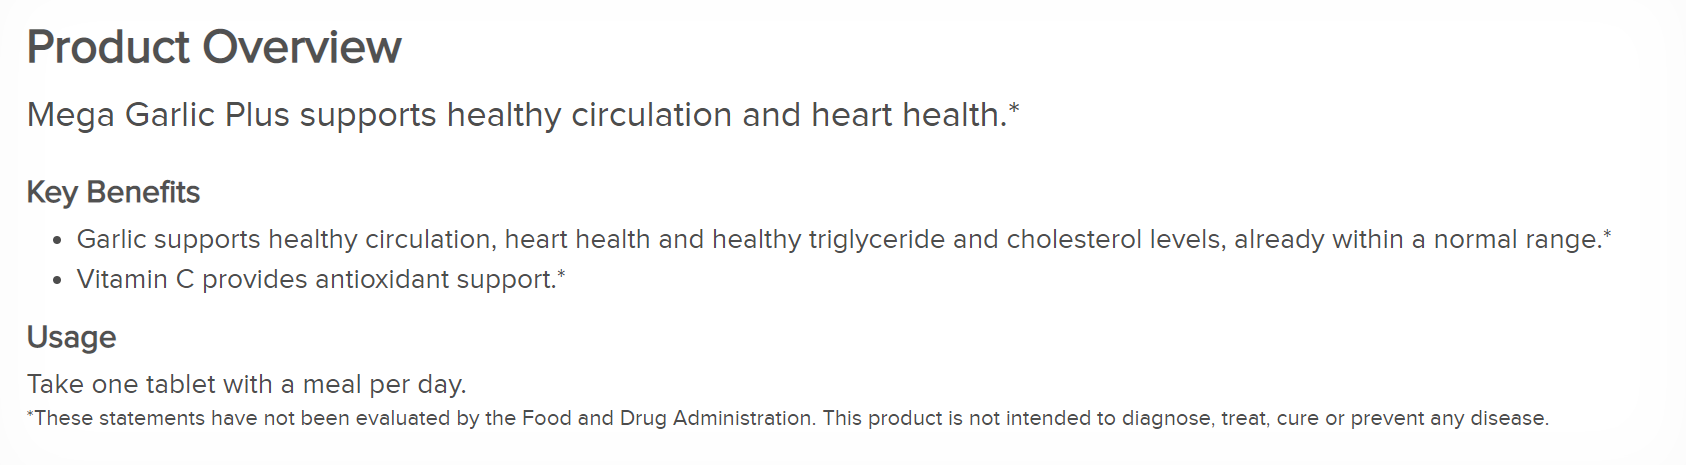 Product Overview
Mega Garlic Plus supports healthy circulation and heart health.*
Key Benefits
• Garlic supports healthy circulation, heart health and healthy triglyceride and cholesterol levels, already within a normal range.*
• Vitamin C provides antioxidant support.*
Usage
Take one tablet with a meal per day.
*These statements have not been evaluated by the Food and Drug Administration. This product is not intended to diagnose, treat, cure or prevent any disease.